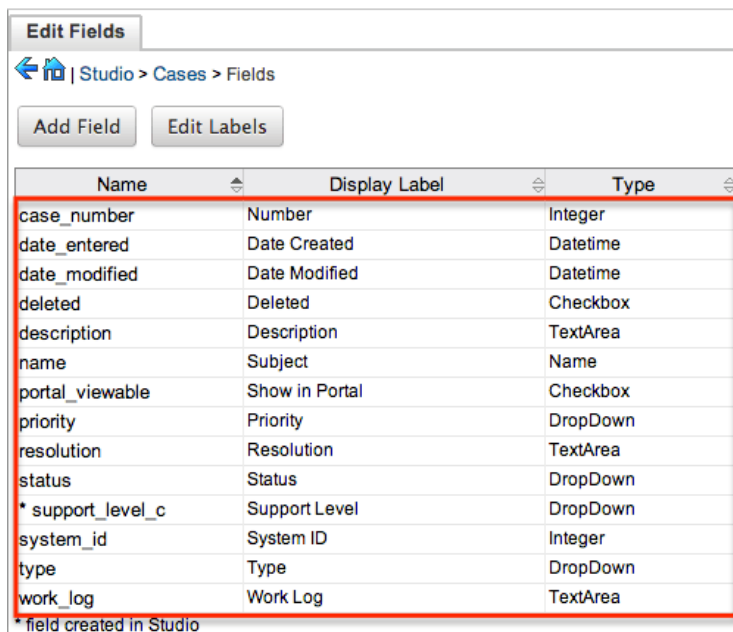 Edit Fields
| Studio > Cases > Fields
Add Field Edit Labels
Name Display Label Type
case_number Number Integer
date_entered Date Created Datetime
date_modified Date Modified Datetime
deleted Deleted Checkbox
description Description TextArea
name Subject Name
portal_viewable Show in Portal Checkbox
priority Priority DropDown
resolution Resolution TextArea
status Status DropDown
* support_level_c Support Level DropDown
system_id System ID Integer
type Type DropDown
work_log Work Log TextArea
* field created in Studio